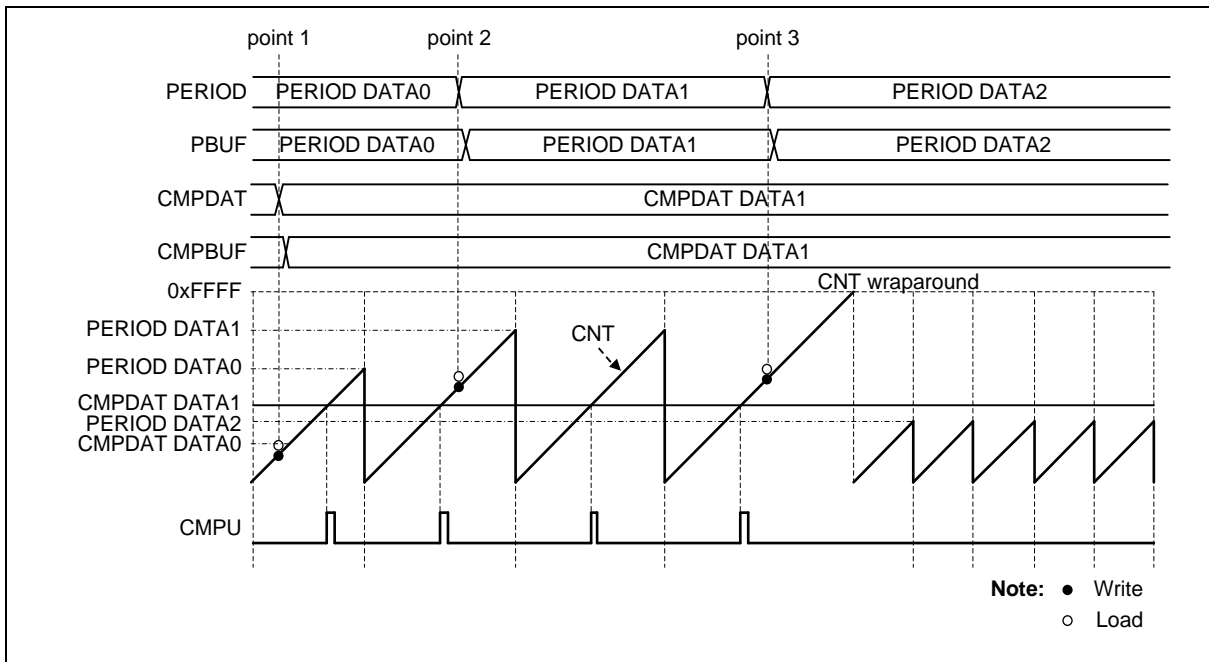 point 1 point 2 point 3
PERIOD PERIOD DATA0 PERIOD DATA1 PERIOD DATA2
PBUF PERIOD DATA0 PERIOD DATA1 PERIOD DATA2
CMPDAT CMPDAT DATA1
CMPBUF CMPDAT DATA1
0xFFFF CNT wraparound
PERIOD DATA1
CNT
PERIOD DATA0
CMPDAT DATA1
PERIOD DATA2
CMPDAT DATA0
CMPU
Note: ● Write
○ Load